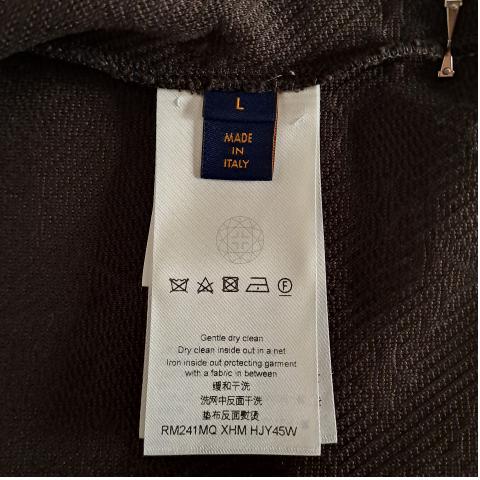 L
MADE
IN
ITALY
F
Gentle dry clean
Dry clean inside out in a net
Iron inside out protecting garment
with a fabric in between
缓和干洗
洗网中反面干洗
垫布反面熨烫
RM241MQ XHM HJY45W